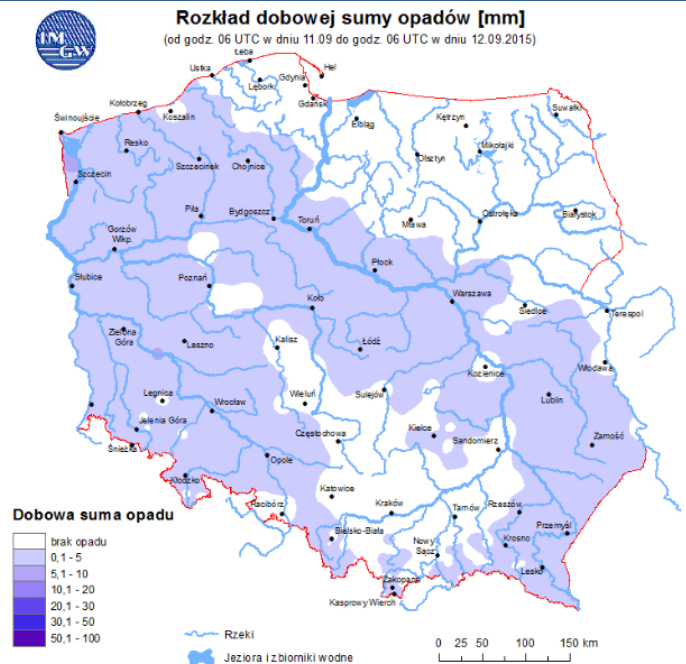 IM
GW
Rozkład dobowej sumy opadów [mm]
(od godz. 06 UTC w dniu 11.09 do godz. 06 UTC w dniu 12.09.2015)
Łeba
Ustka
Hel
Gdynia
Lębork
Gdańsk
Kołobrzeg
Koszalin
Suwałki
Świnoujście
Elbląg
Kętrzyn
Resko
Mikołajki
Olsztyn
Szczecinek
Chojnice
Szczecin
Piła
Bydgoszcz
Toruń
Mława
Ostrołęka
Białystok
Gorzów
Wlkp.
Płock
Słubice
Poznań
Warszawa
Koło
Siedlce
Terespol
Zielona
Góra
Leszno
Kalisz
Łódź
Kozienice
Włodawa
Legnica
Wrocław
Wieluń
Sulejów
Lublin
Jelenia Góra
Częstochowa
Kielce
Sandomierz
Zamość
Śnieżka
Opole
Kłodzko
Katowice
Racibórz
Kraków
Tarnów
Rzeszów
Przemyśl
Bielsko-Biała
Nowy
Sącz
Krosno
Lesko
Zakopane
Kasprowy Wierch
Dobowa suma opadu
brak opadu
0,1 - 5
5,1 - 10
10,1 - 20
20,1 - 30
30,1 - 50
50,1 - 100
Rzeki
Jeziora i zbiorniki wodne
0 25 50 100 150 km